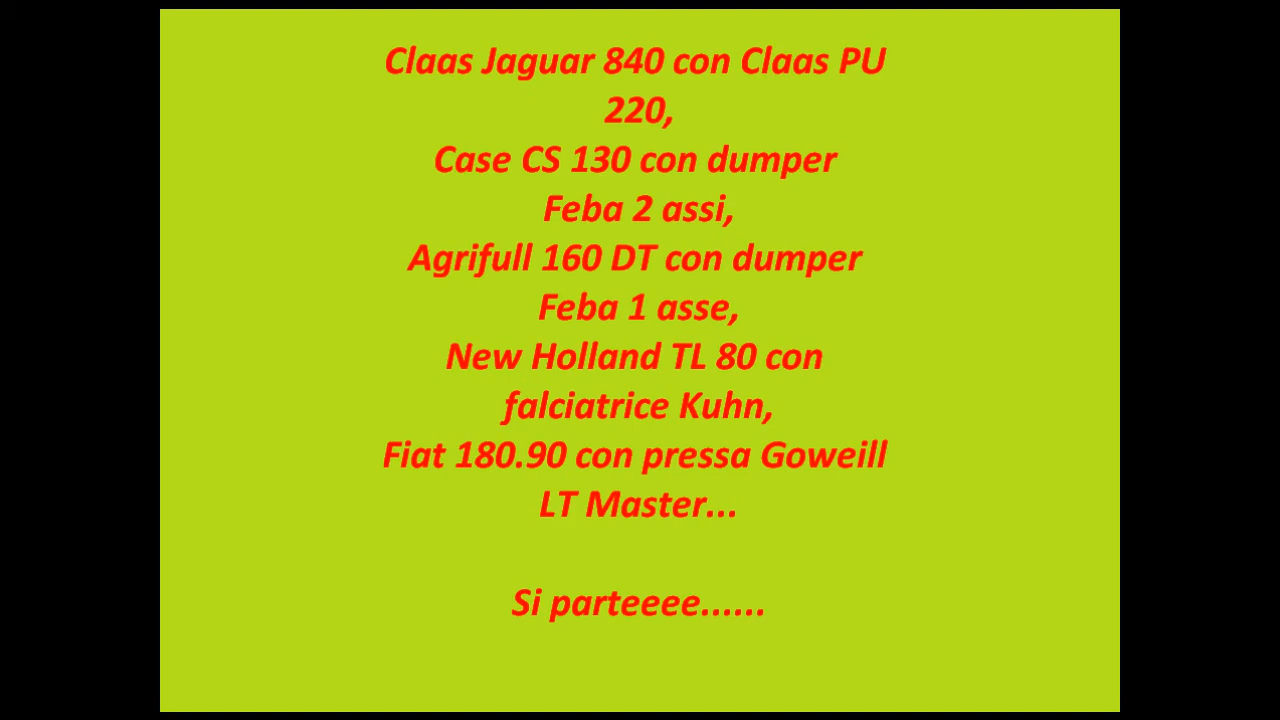 Claas Jaguar 840 con Claas PU
220,
Case CS 130 con dumper
Feba 2 assi,
Agrifull 160 DT con dumper
Feba 1 asse,
New Holland TL 80 con
falciatrice Kuhn,
Fiat 180.90 con pressa Goweill
LT Master...
Si parteeee......